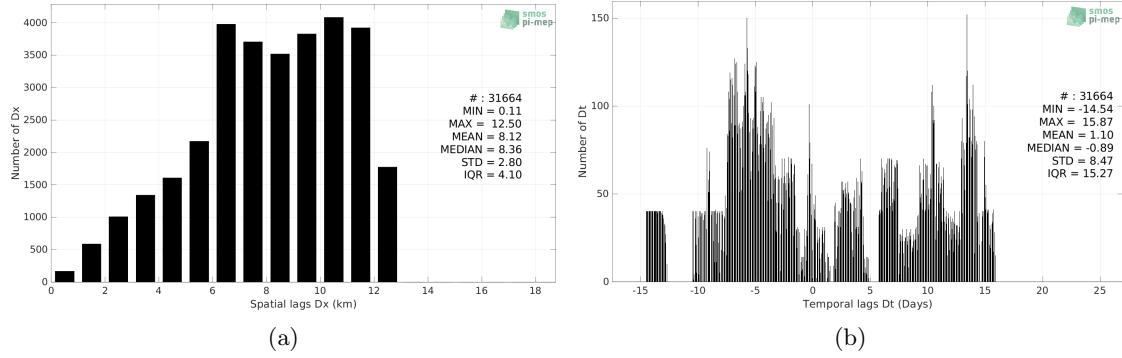 smos
pi-mep
4000
3500
3000
2500
2000
1500
1000
500
0
Number of Dx
# : 31664
MIN = 0.11
MAX = 12.50
MEAN = 8.12
MEDIAN = 8.36
STD = 2.80
IQR = 4.10
0 2 4 6 8 10 12 14 16 18
Spatial lags Dx (km)
(a)
smos
pi-mep
150
100
50
0
Number of Dt
# : 31664
MIN = -14.54
MAX = 15.87
MEAN = 1.10
MEDIAN = -0.89
STD = 8.47
IQR = 15.27
-15 -10 -5 0 5 10 15 20 25
Temporal lags Dt (Days)
(b)